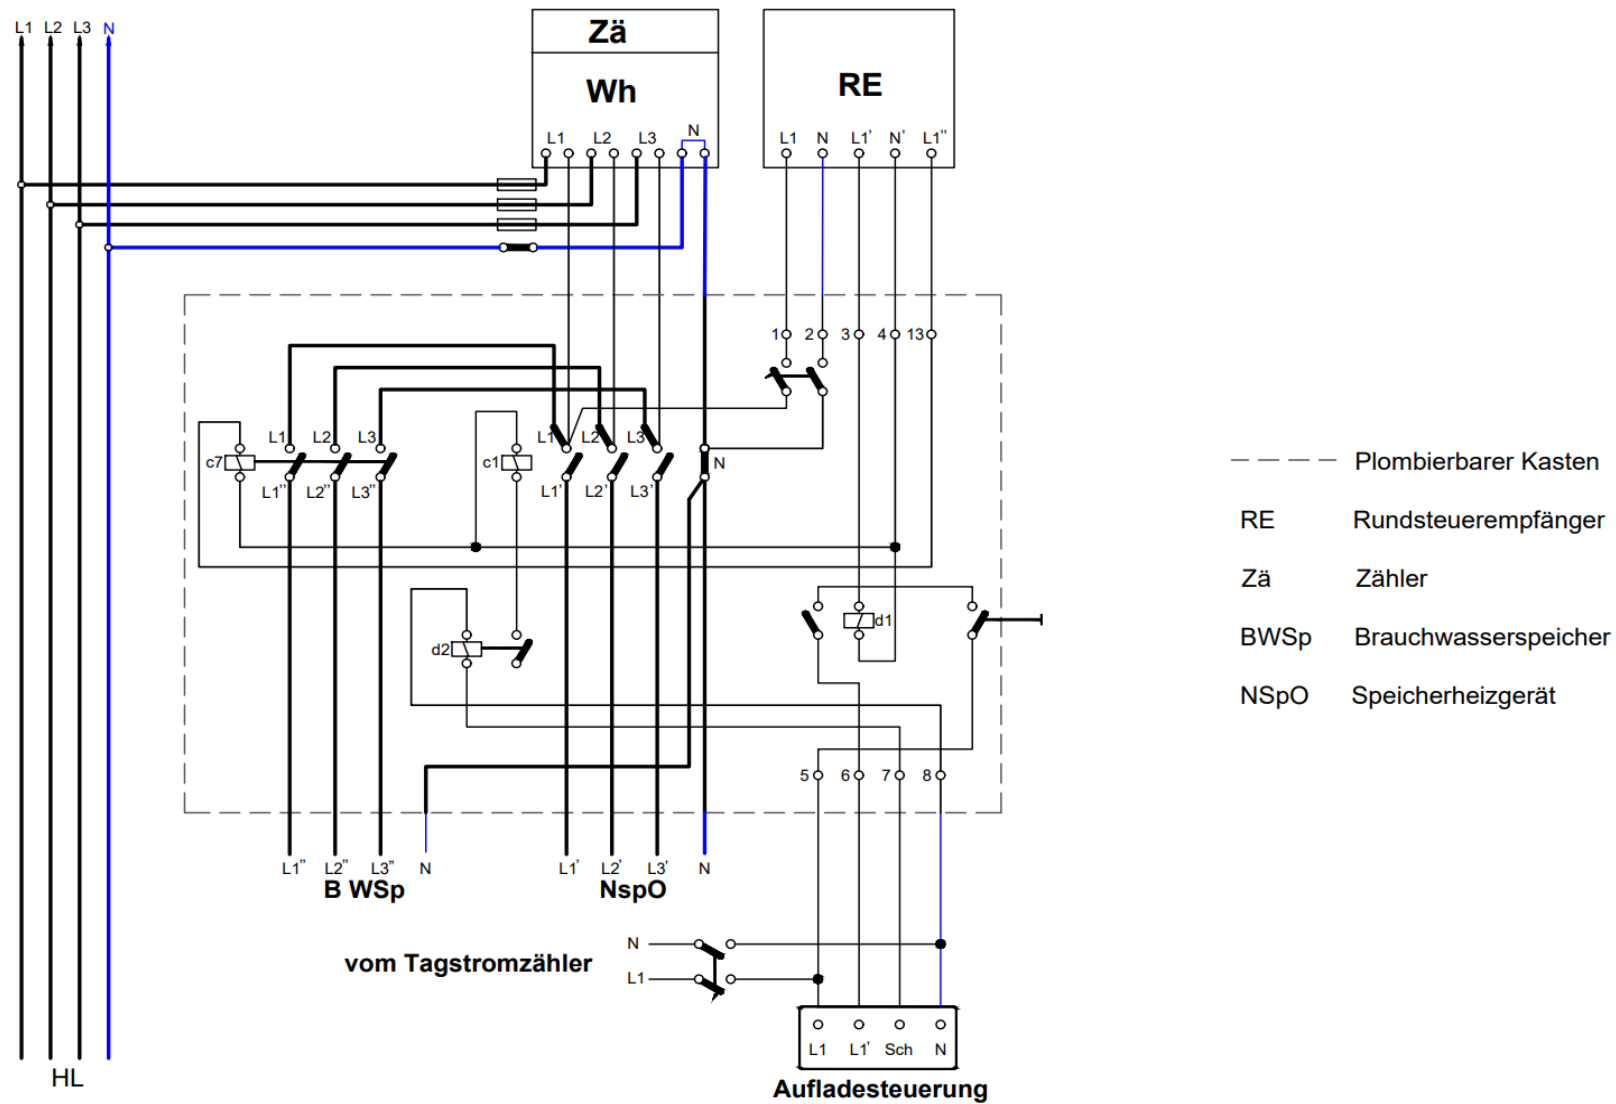 L1 L2 L3 N
Zä
Wh
L1 L2 L3 N
RE
L1 N L1' N' L1''
1 2 3 4 13
L1 L2 L3
c7
L1'' L2'' L3''
c1
L1 L2 L3 N
L1' L2' L3'
d2
d1
5 6 7 8
L1'' L2'' L3'' N
B WSp
L1' L2' L3' N
NspO
vom Tagstromzähler
N
L1
L1 L1' Sch N
Aufladesteuerung
HL
Plombierbarer Kasten
RE Rundsteuerempfänger
Zä Zähler
BWSp Brauchwasserspeicher
NSpO Speicherheizgerät